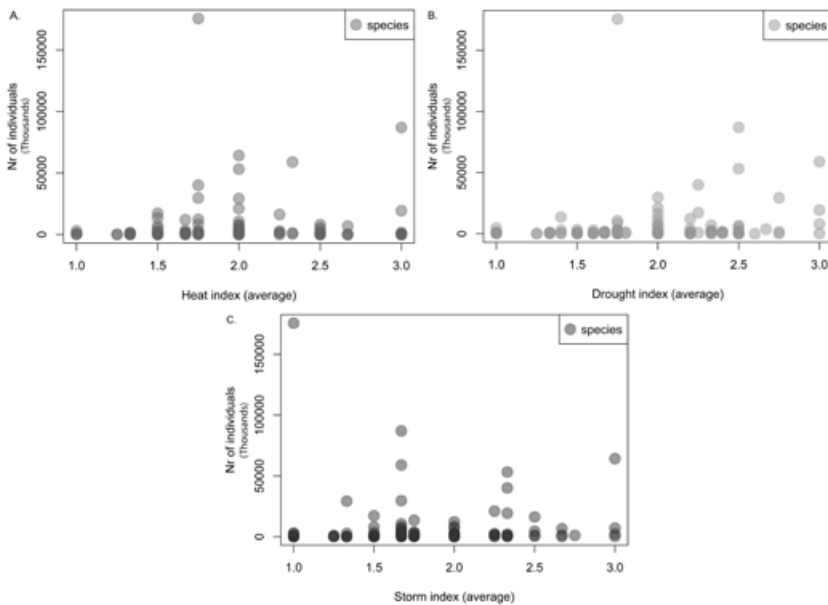 A.
species
Nr of individuals
(Thousands)
150000
100000
50000
0
1.0 1.5 2.0 2.5 3.0
Heat index (average)
B.
species
Nr of individuals
(Thousands)
150000
100000
50000
0
1.0 1.5 2.0 2.5 3.0
Drought index (average)
C.
species
Nr of individuals
(Thousands)
150000
100000
50000
0
1.0 1.5 2.0 2.5 3.0
Storm index (average)